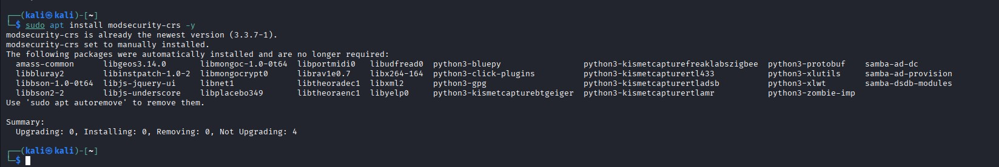 ┌──(kali㉿kali)-[~]
└─$ sudo apt install modsecurity-crs -y
modsecurity-crs is already the newest version (3.3.7-1).
modsecurity-crs set to manually installed.
The following packages were automatically installed and are no longer required:
  amass-common      libgeos3.14.0       libmongoc-1.0-0t64  libportmidi0   libudfread0  python3-bluepy                 python3-kismetcapturefreaklabszigbee  python3-protobuf    samba-ad-dc
  libbluray2        libinstpatch-1.0-2  libmongocrypt0      librav1e0.7    libx264-164  python3-click-plugins          python3-kismetcapturertl433           python3-xlutils     samba-ad-provision
  libbson-1.0-0t64  libjs-jquery-ui     libnet1             libtheoradec1  libxml2      python3-gpg                    python3-kismetcapturertladsb          python3-xlwt        samba-dsdb-modules
  libbson2-2        libjs-underscore    libplacebo349       libtheoraenc1  libyelp0     python3-kismetcapturebtgeiger  python3-kismetcapturertlamr           python3-zombie-imp
Use 'sudo apt autoremove' to remove them.
Summary:
  Upgrading: 0, Installing: 0, Removing: 0, Not Upgrading: 4
┌──(kali㉿kali)-[~]
└─$